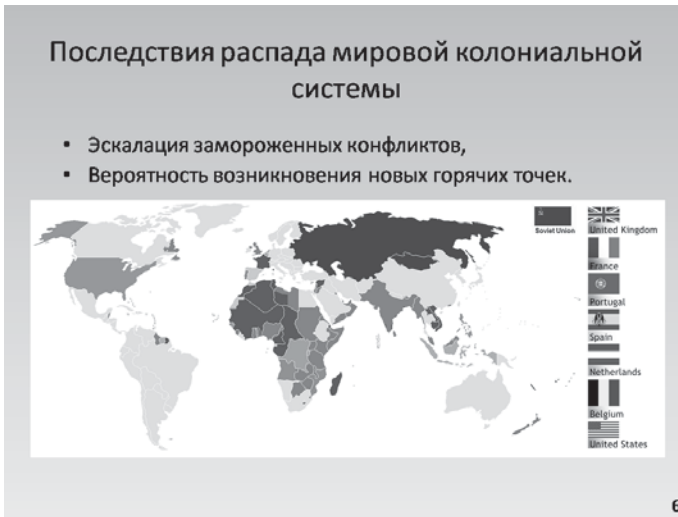 Последствия распада мировой колониальной
системы
• Эскалация замороженных конфликтов,
• Вероятность возникновения новых горячих точек.
Soviet Union
United Kingdom
France
Portugal
Spain
Netherlands
Belgium
United States
6